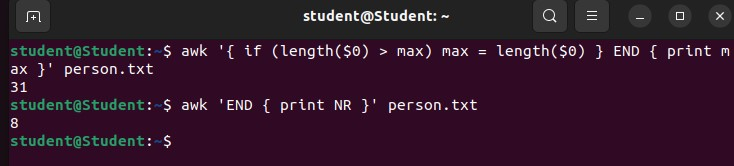 student@Student: ~
student@Student:~$ awk '{ if (length($0) > max) max = length($0) } END { print m
ax }' person.txt
31
student@Student:~$ awk 'END { print NR }' person.txt
8
student@Student:~$